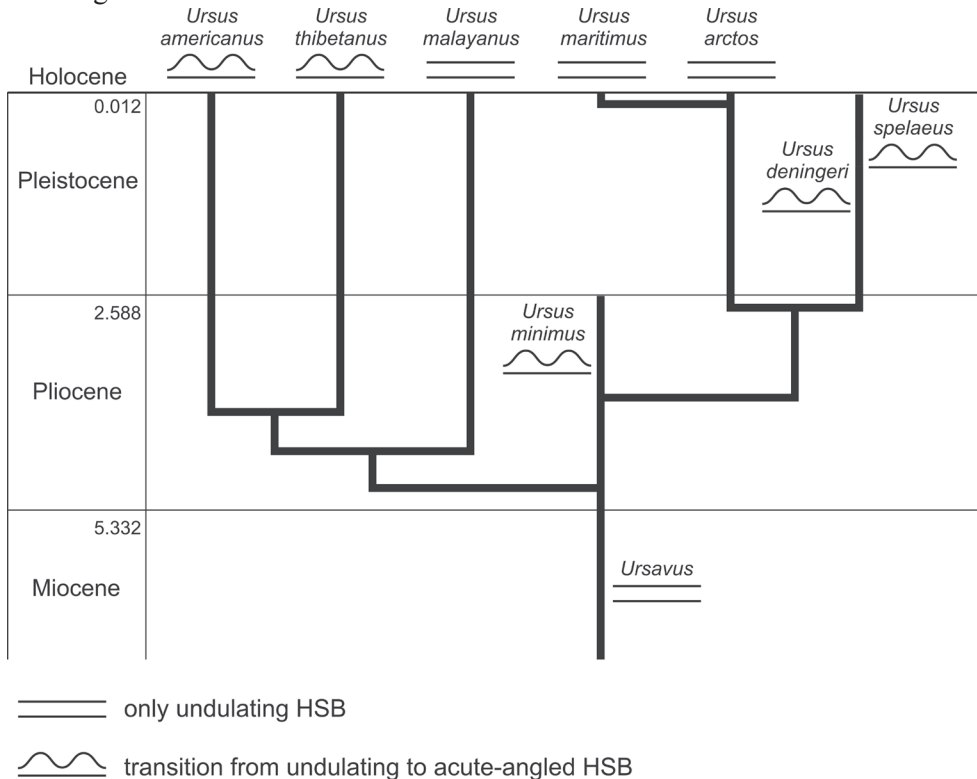 Ursus
americanus
Ursus
thibetanus
Ursus
malayanus
Ursus
maritimus
Ursus
arctos
Holocene
0.012
Ursus
spelaeus
Ursus
deningeri
Pleistocene
2.588
Ursus
minimus
Pliocene
5.332
Ursavus
Miocene
only undulating HSB
transition from undulating to acute-angled HSB